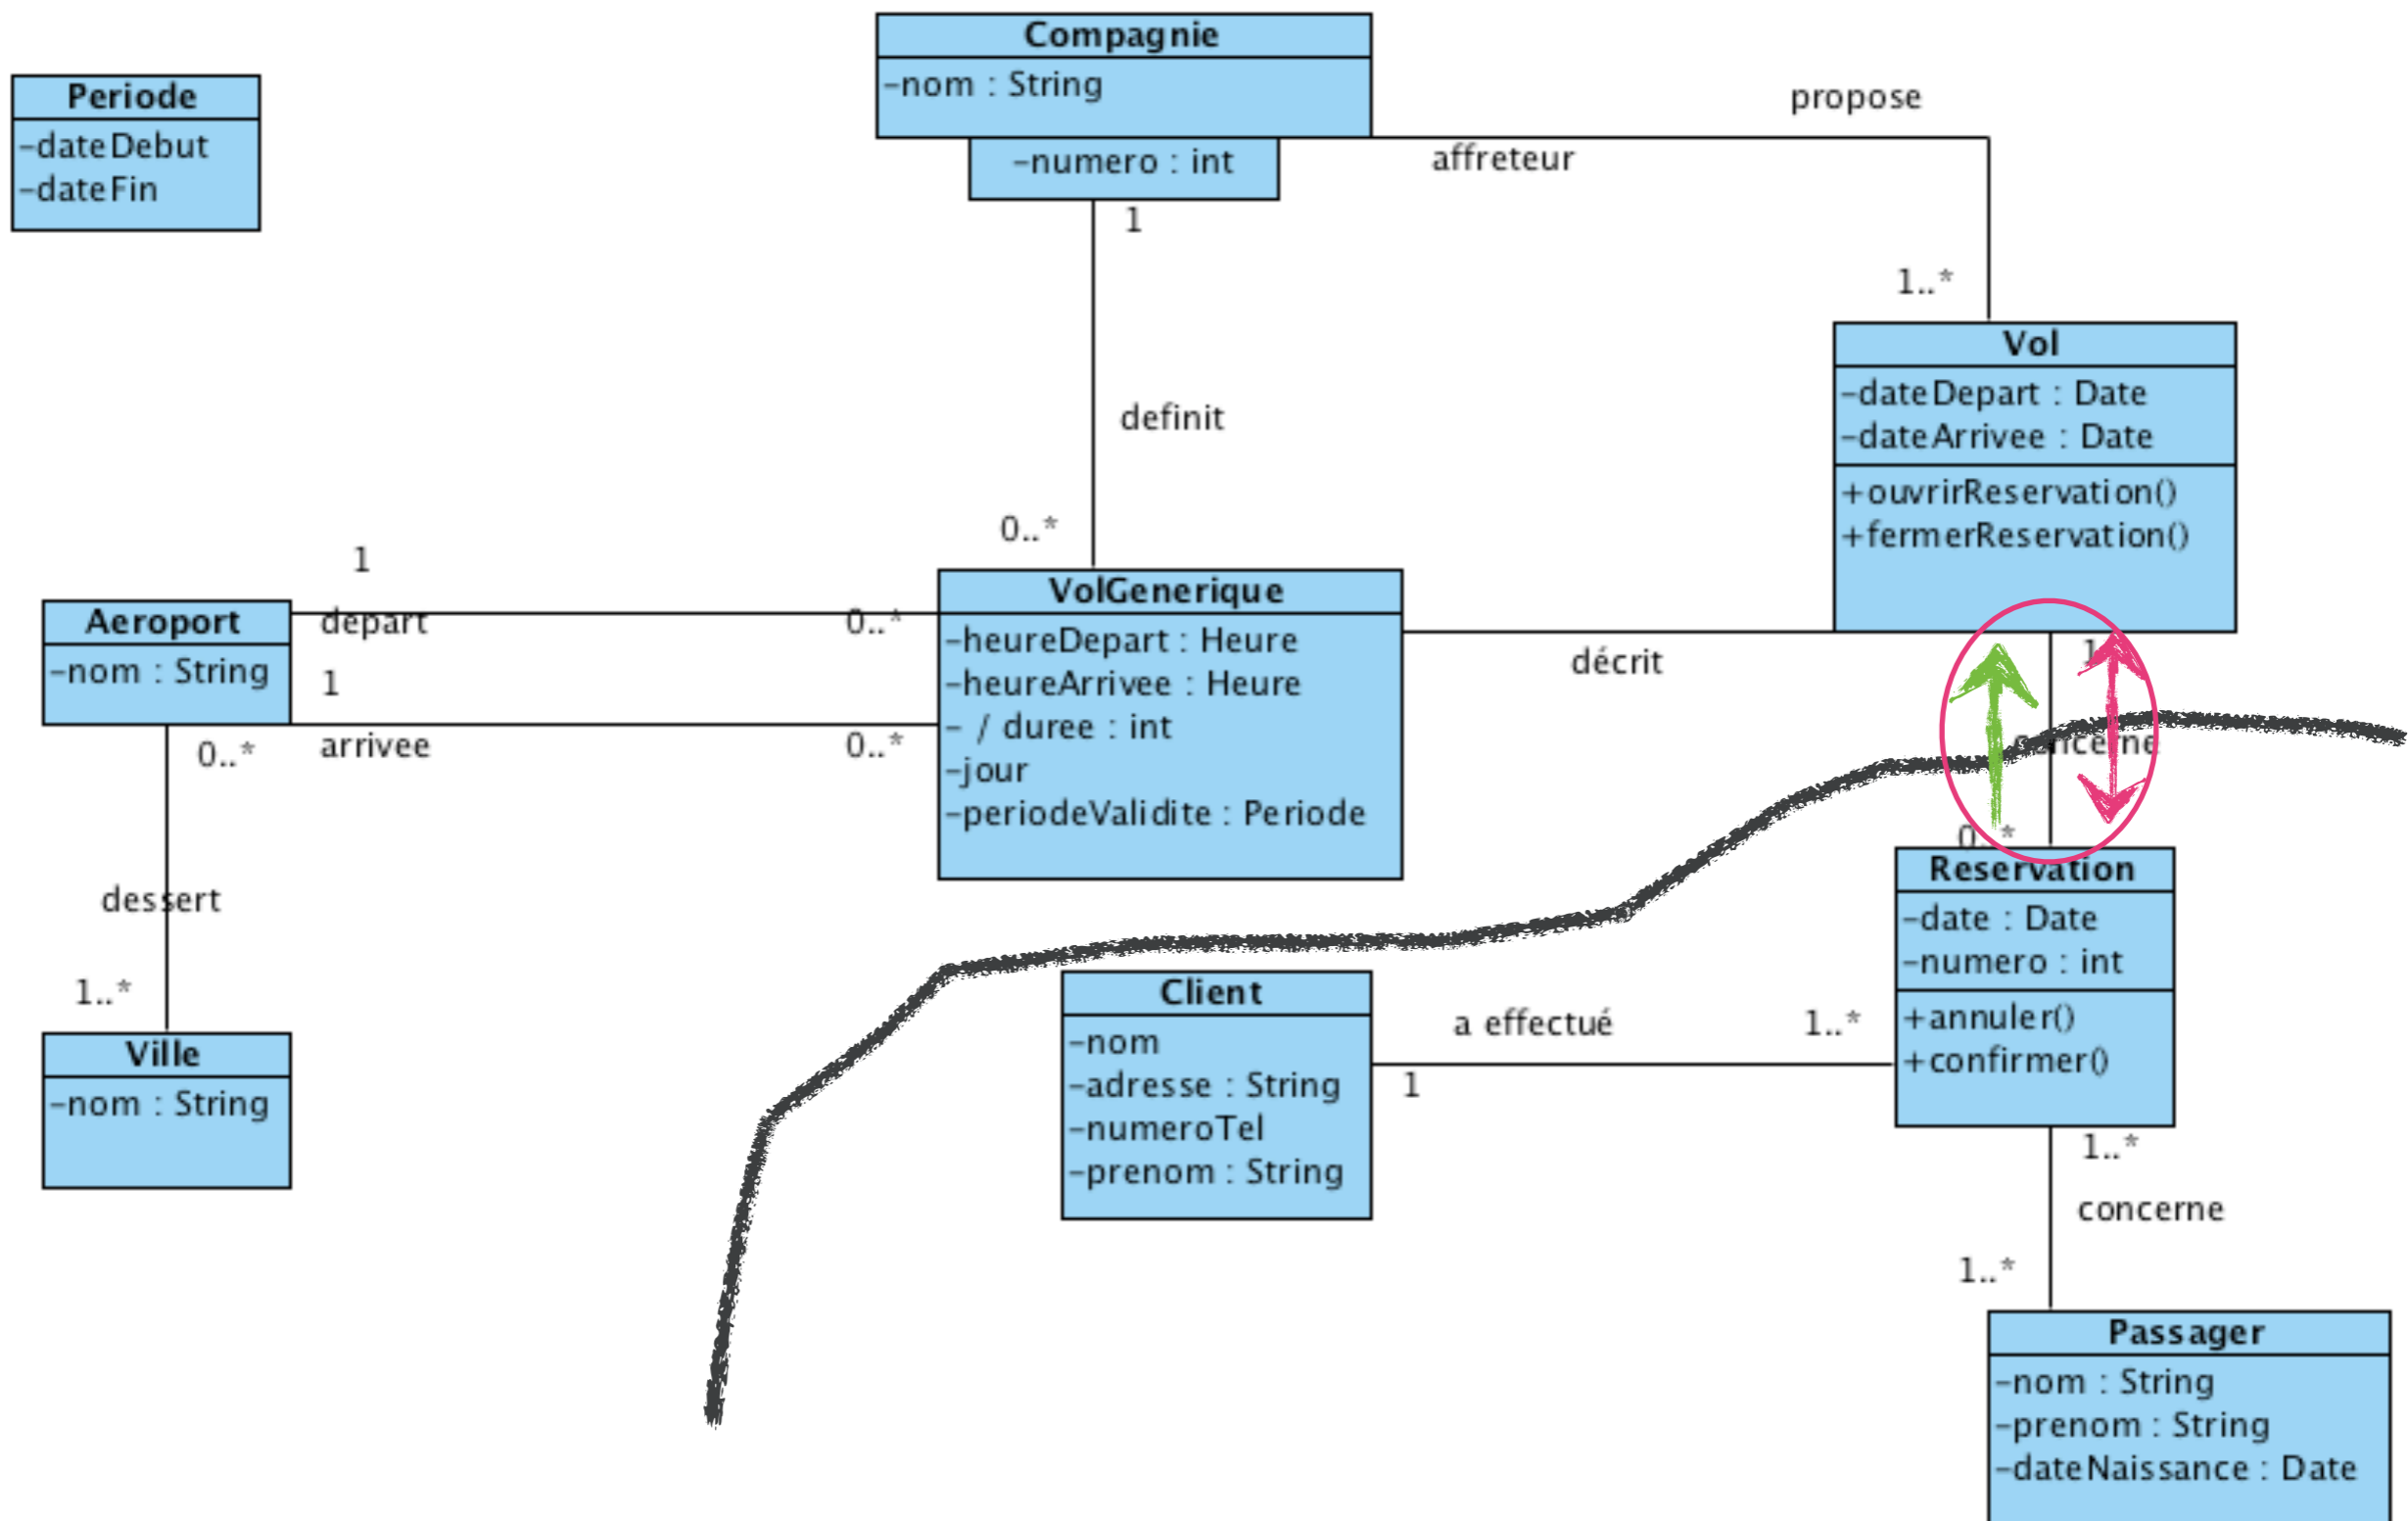 Compagnie
-nom : String
-numero : int
Periode
-dateDebut
-dateFin
propose
affreteur
1
1..*
definit
0..*
Vol
-dateDepart : Date
-dateArrivee : Date
+ouvrirReservation()
+fermerReservation()
1
depart
0..*
1
arrivee
0..*
Aeroport
-nom : String
VolGenerique
-heureDepart : Heure
-heureArrivee : Heure
- / duree : int
-jour
-periodeValidite : Periode
décrit
1
concerne
0..*
0..*
dessert
1..*
Ville
-nom : String
Reservation
-date : Date
-numero : int
+annuler()
+confirmer()
Client
-nom
-adresse : String
-numeroTel
-prenom : String
a effectué
1..*
1
1..*
concerne
1..*
Passager
-nom : String
-prenom : String
-dateNaissance : Date